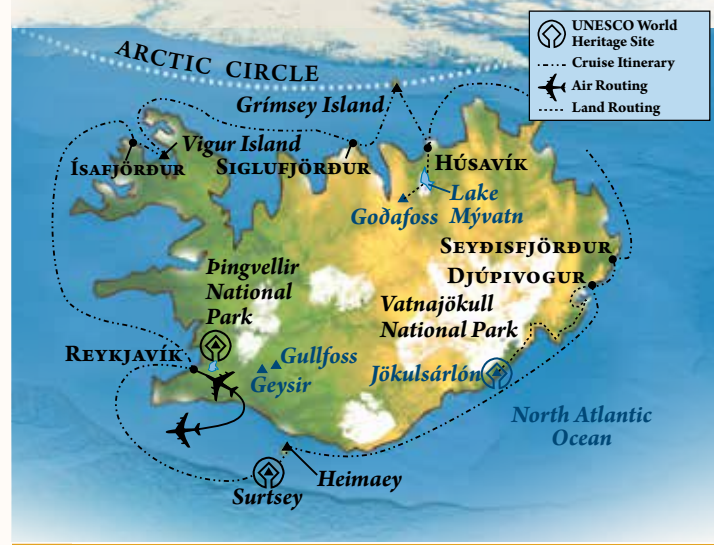 UNESCO World
Heritage Site
Cruise Itinerary
Air Routing
Land Routing
ARCTIC CIRCLE
Grímsey Island
Vigur Island
ÍSAFJÖRÐUR
SIGLUFJÖRÐUR
HÚSAVÍK
Lake
Mývatn
Goðafoss
SEYÐISFJÖRÐUR
DJÚPIVOGUR
Þingvellir
National
Park
Vatnajökull
National Park
REYKJAVÍK
Gullfoss
Geysir
Jökulsárlón
North Atlantic
Ocean
Heimaey
Surtsey